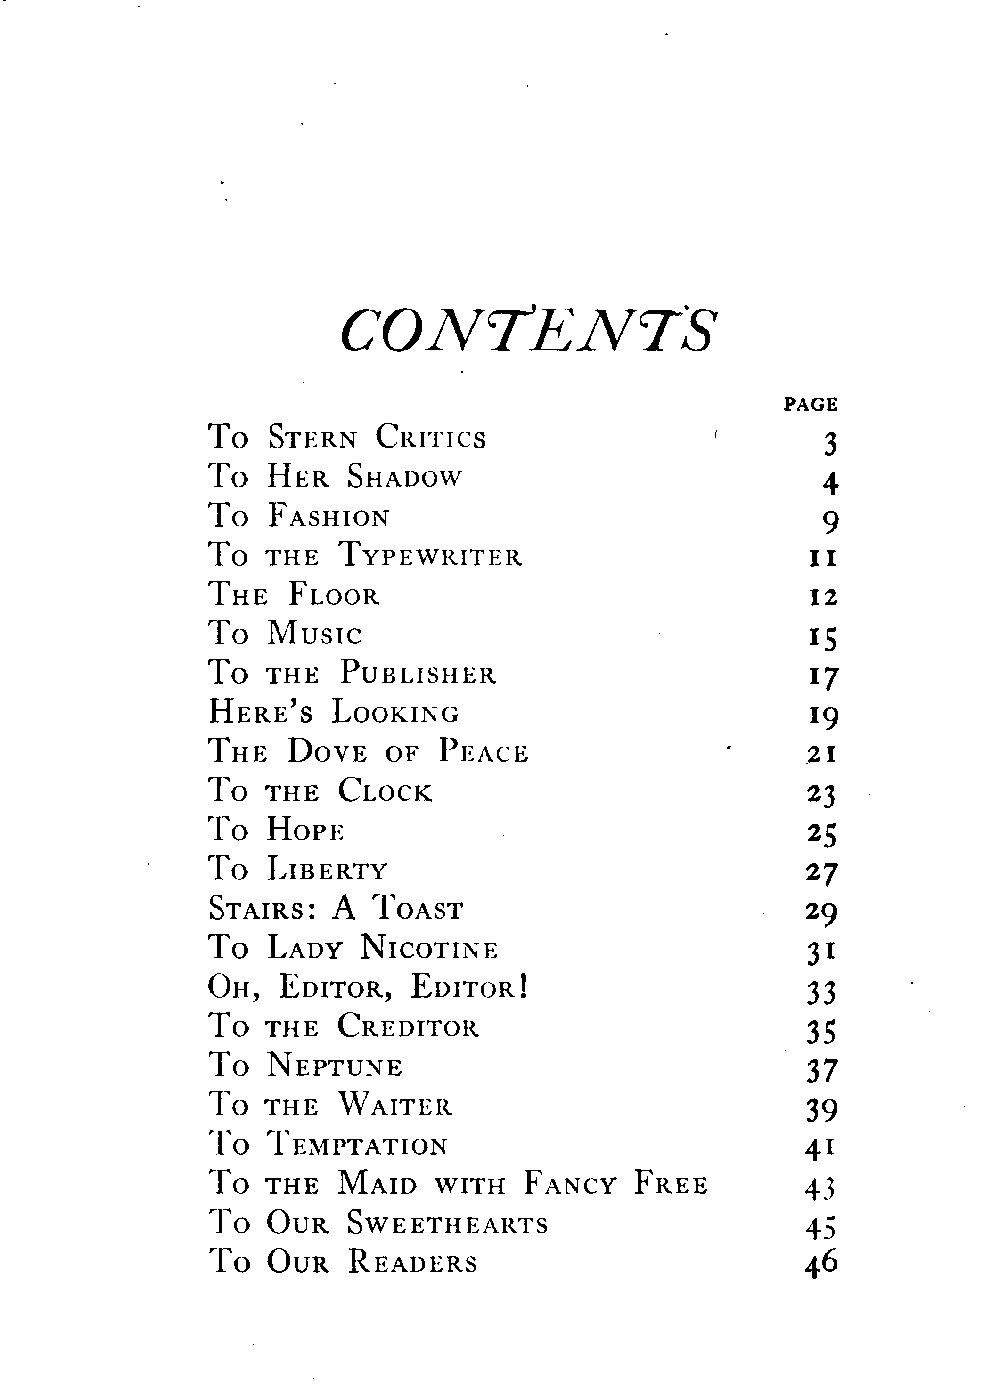 CONTENTS
PAGE
To Stern Critics 3
To Her Shadow 4
To Fashion 9
To the Typewriter 11
The Floor 12
To Music 15
To the Publisher 17
Here's Looking 19
The Dove of Peace 21
To the Clock 23
To Hope 25
To Liberty 27
Stairs: A Toast 29
To Lady Nicotine 31
Oh, Editor, Editor! 33
To the Creditor 35
To Neptune 37
To the Waiter 39
To Temptation 41
To the Maid with Fancy Free 43
To Our Sweethearts 45
To Our Readers 46